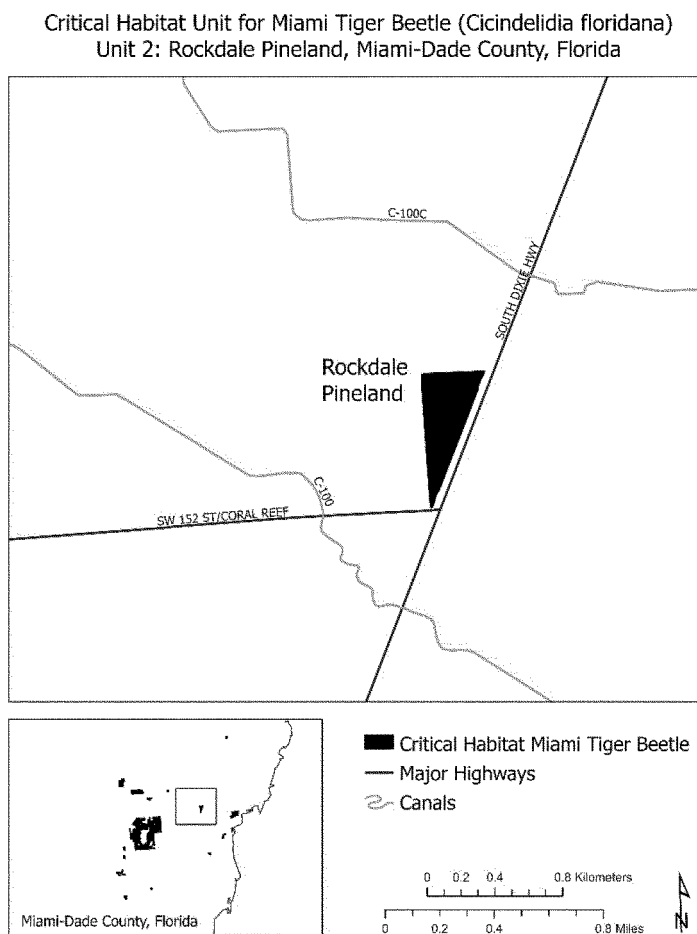 Critical Habitat Unit for Miami Tiger Beetle (Cicindelidia floridana)
Unit 2: Rockdale Pineland, Miami-Dade County, Florida
C-100C
SOUTH DIXIE HWY
Rockdale
Pineland
C-100
SW 152 ST/CORAL REEF
Critical Habitat Miami Tiger Beetle
Major Highways
Canals
0 0.2 0.4 0.8 Kilometers
0 0.2 0.4 0.8 Miles
N
Miami-Dade County, Florida